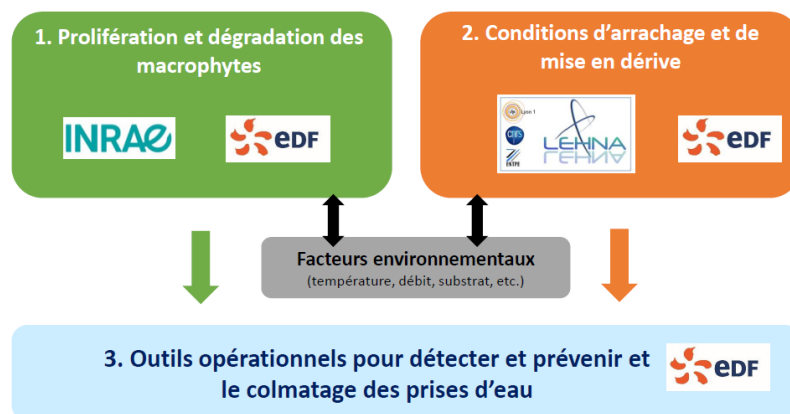 1. Prolifération et dégradation des
macrophytes
INRAE
eDF
2. Conditions d’arrachage et de
mise en dérive
Lyon 1
CNRS
ENTPE
LEHNA
LEHNA
eDF
Facteurs environnementaux
(température, débit, substrat, etc.)
3. Outils opérationnels pour détecter et prévenir et
le colmatage des prises d’eau
eDF